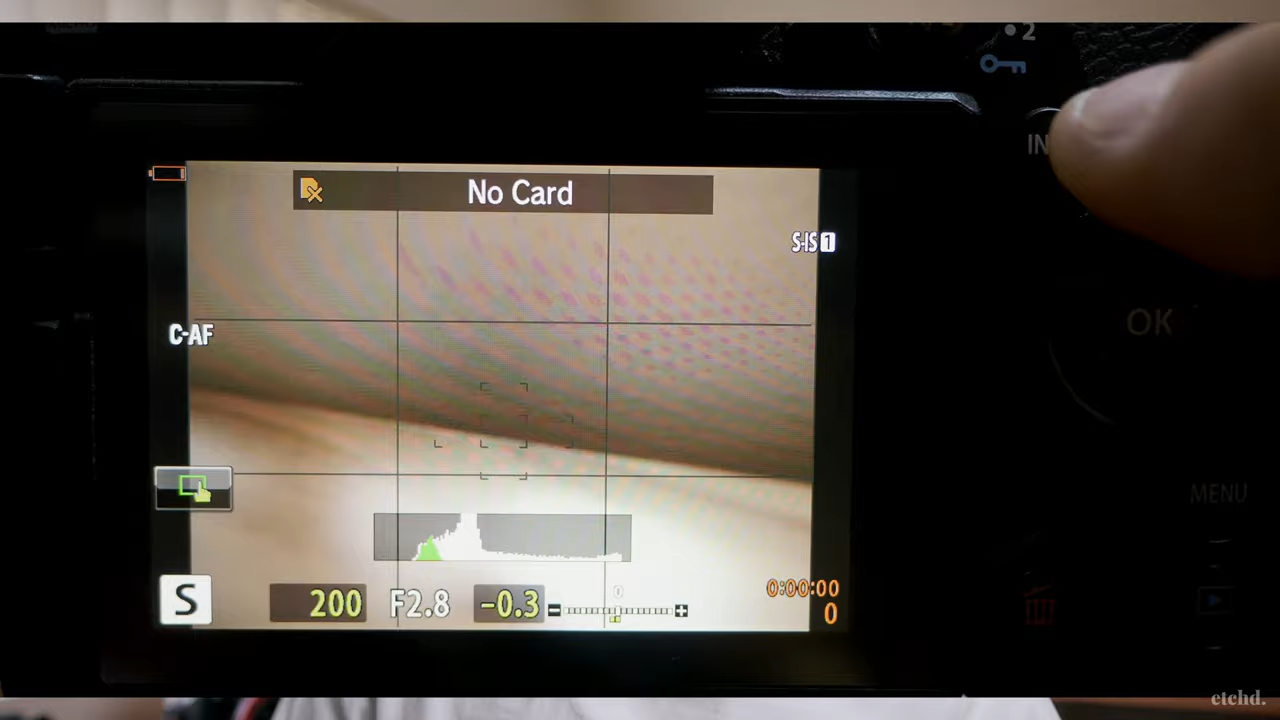 2
IN
No Card
S-IS 1
C-AF
OK
MENU
S
200 F2.8 -0.3
0
0:00:00
0
etchd.